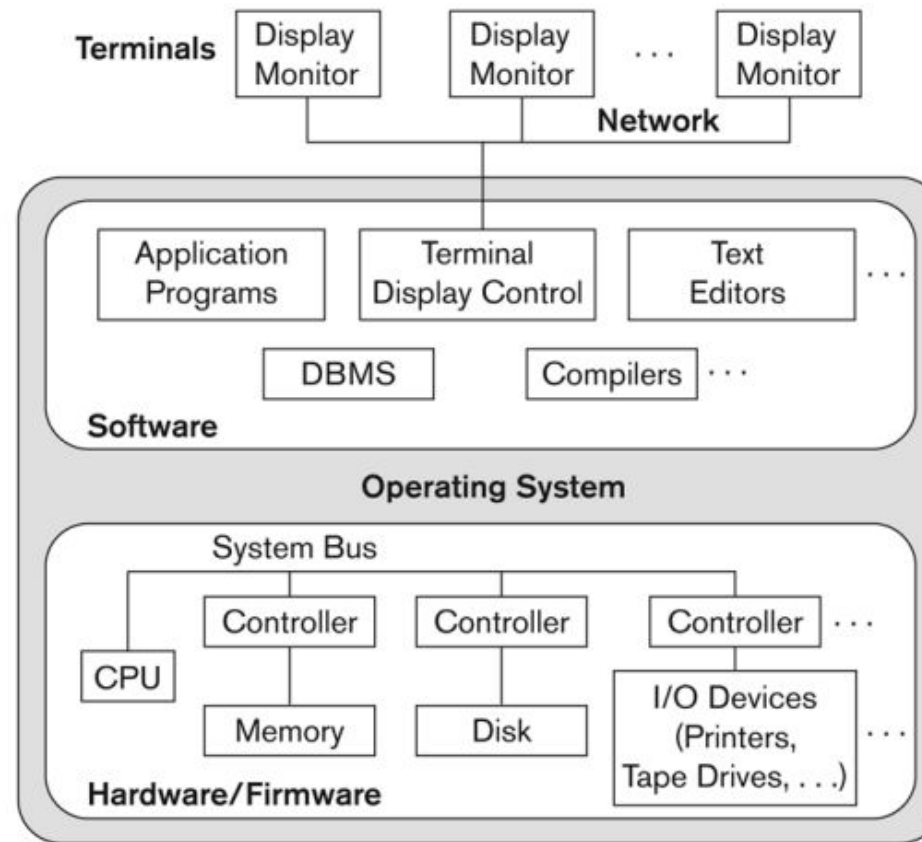 Terminals
Display
Monitor
Display
Monitor
. . .
Display
Monitor
Network
Application
Programs
Terminal
Display Control
Text
Editors
. . .
DBMS
Compilers
. . .
Software
Operating System
System Bus
Controller
Controller
Controller
. . .
CPU
Memory
Disk
I/O Devices
(Printers,
Tape Drives, . . .)
. . .
Hardware/Firmware